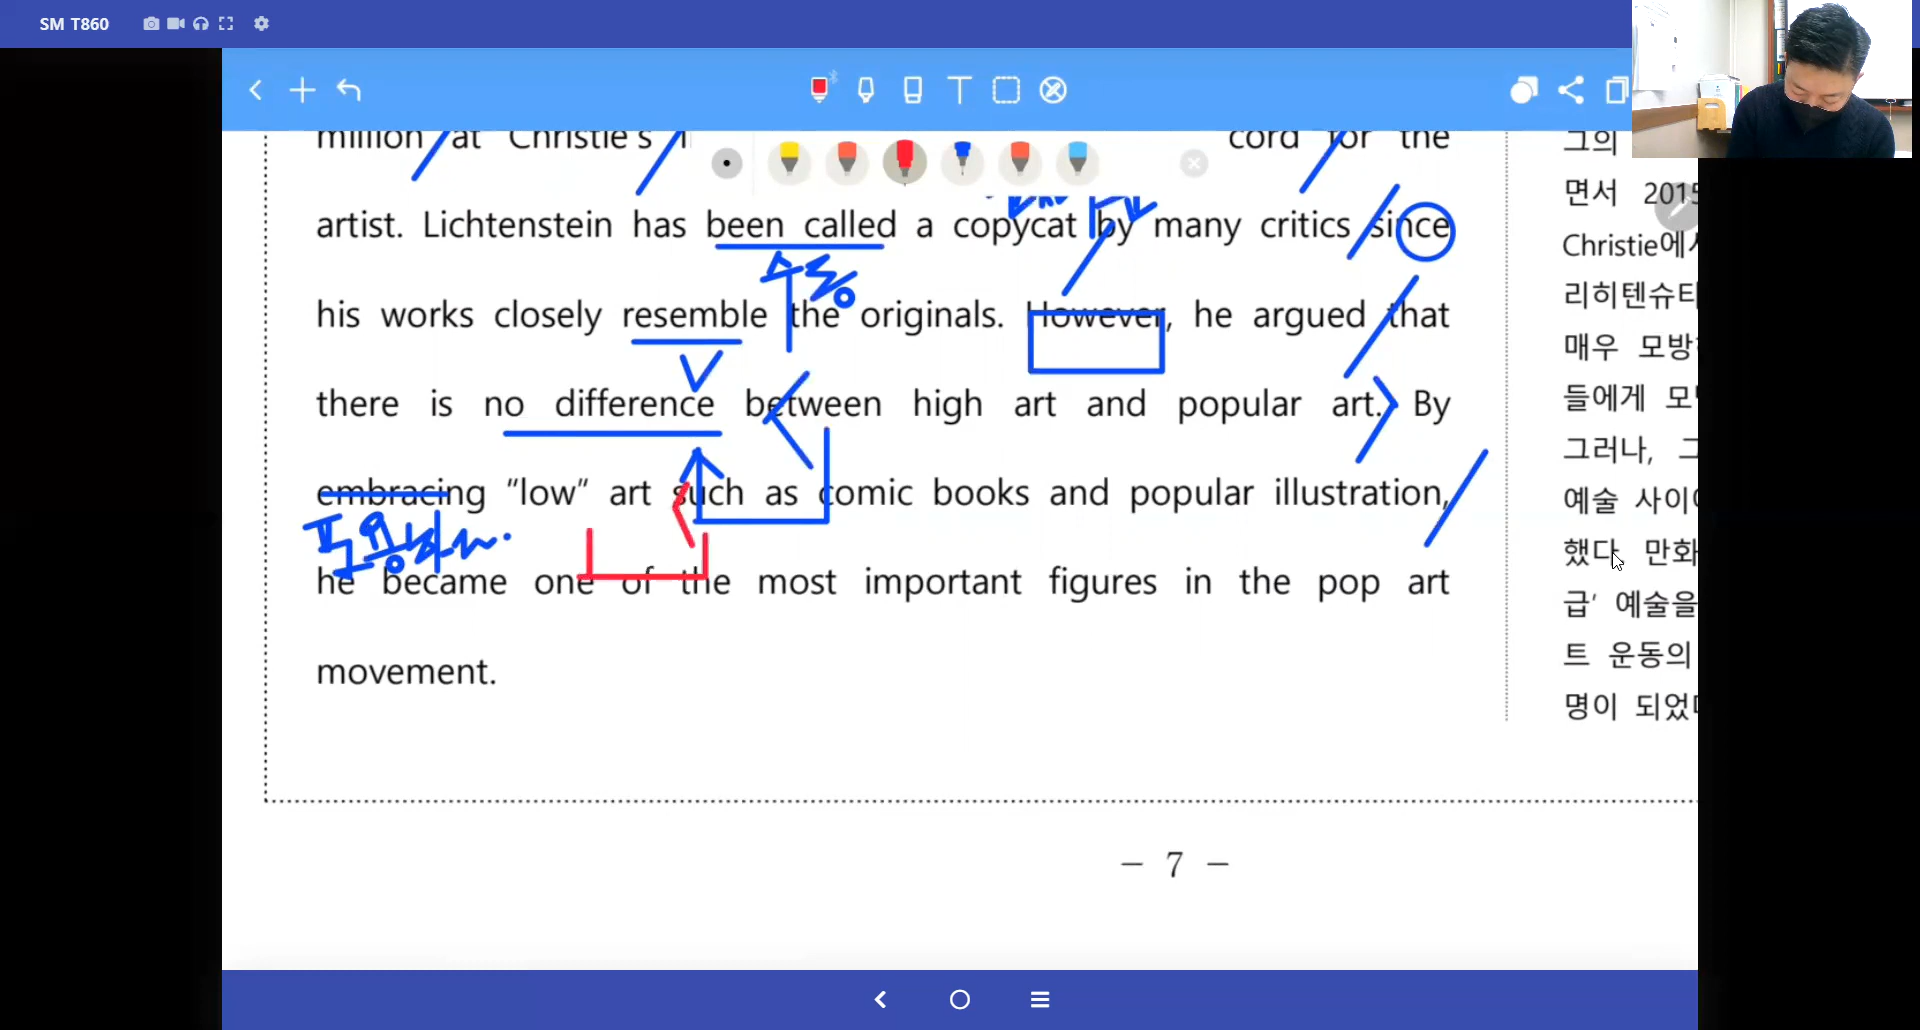 SM T860
million at Christie's
cord for the
artist. Lichtenstein has been called a copycat by many critics since
수동
his works closely resemble the originals. However, he argued that
there is no difference between high art and popular art. By
embracing “low” art such as comic books and popular illustration,
포용하다.
he became one of the most important figures in the pop art
movement.
그의
면서 2015
Christie에서
리히텐슈타
매우 모방
들에게 모
그러나, 그
예술 사이
했다. 만화
급’ 예술을
트 운동의
명이 되었
- 7 -